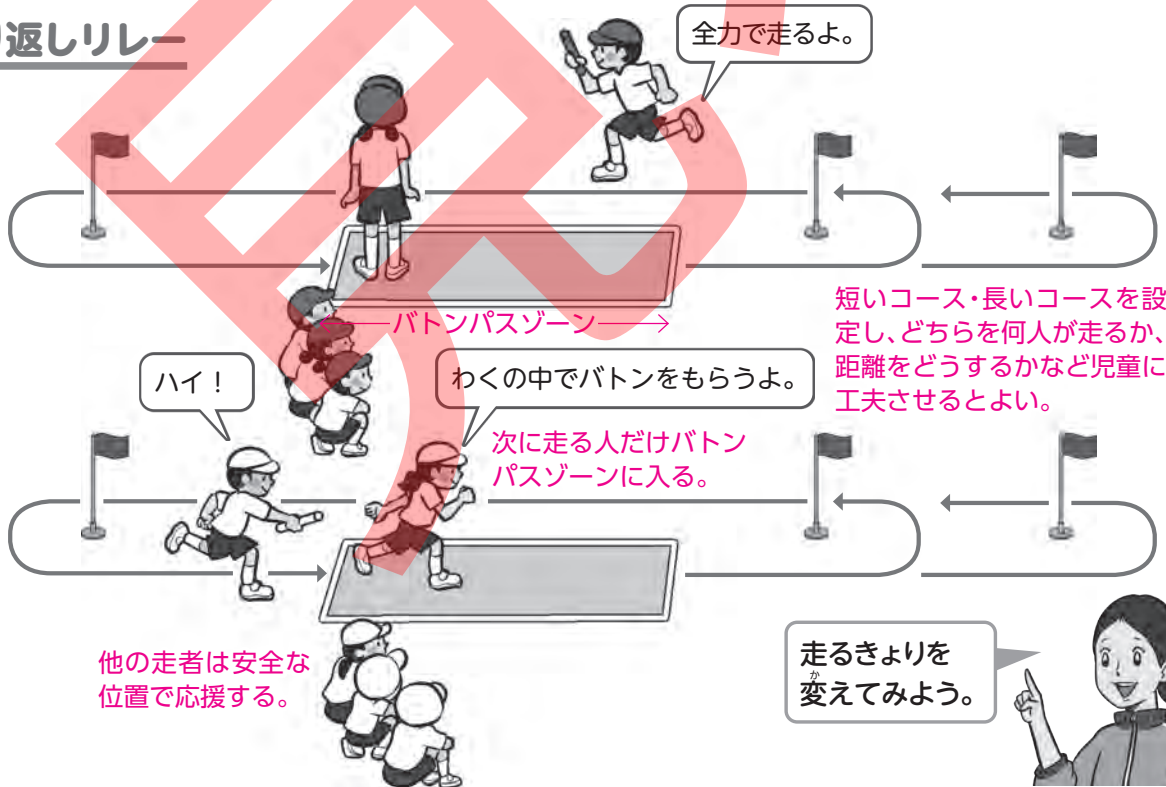 り返しリレー
全力で走るよ。
短いコース・長いコースを設
定し、どちらを何人が走るか、
距離をどうするかなど児童に
工夫させるとよい。
バトンパスゾーン
ハイ！
わくの中でバトンをもらうよ。
次に走る人だけバトン
パスゾーンに入る。
他の走者は安全な
位置で応援する。
走るきょりを
か
変えてみよう。